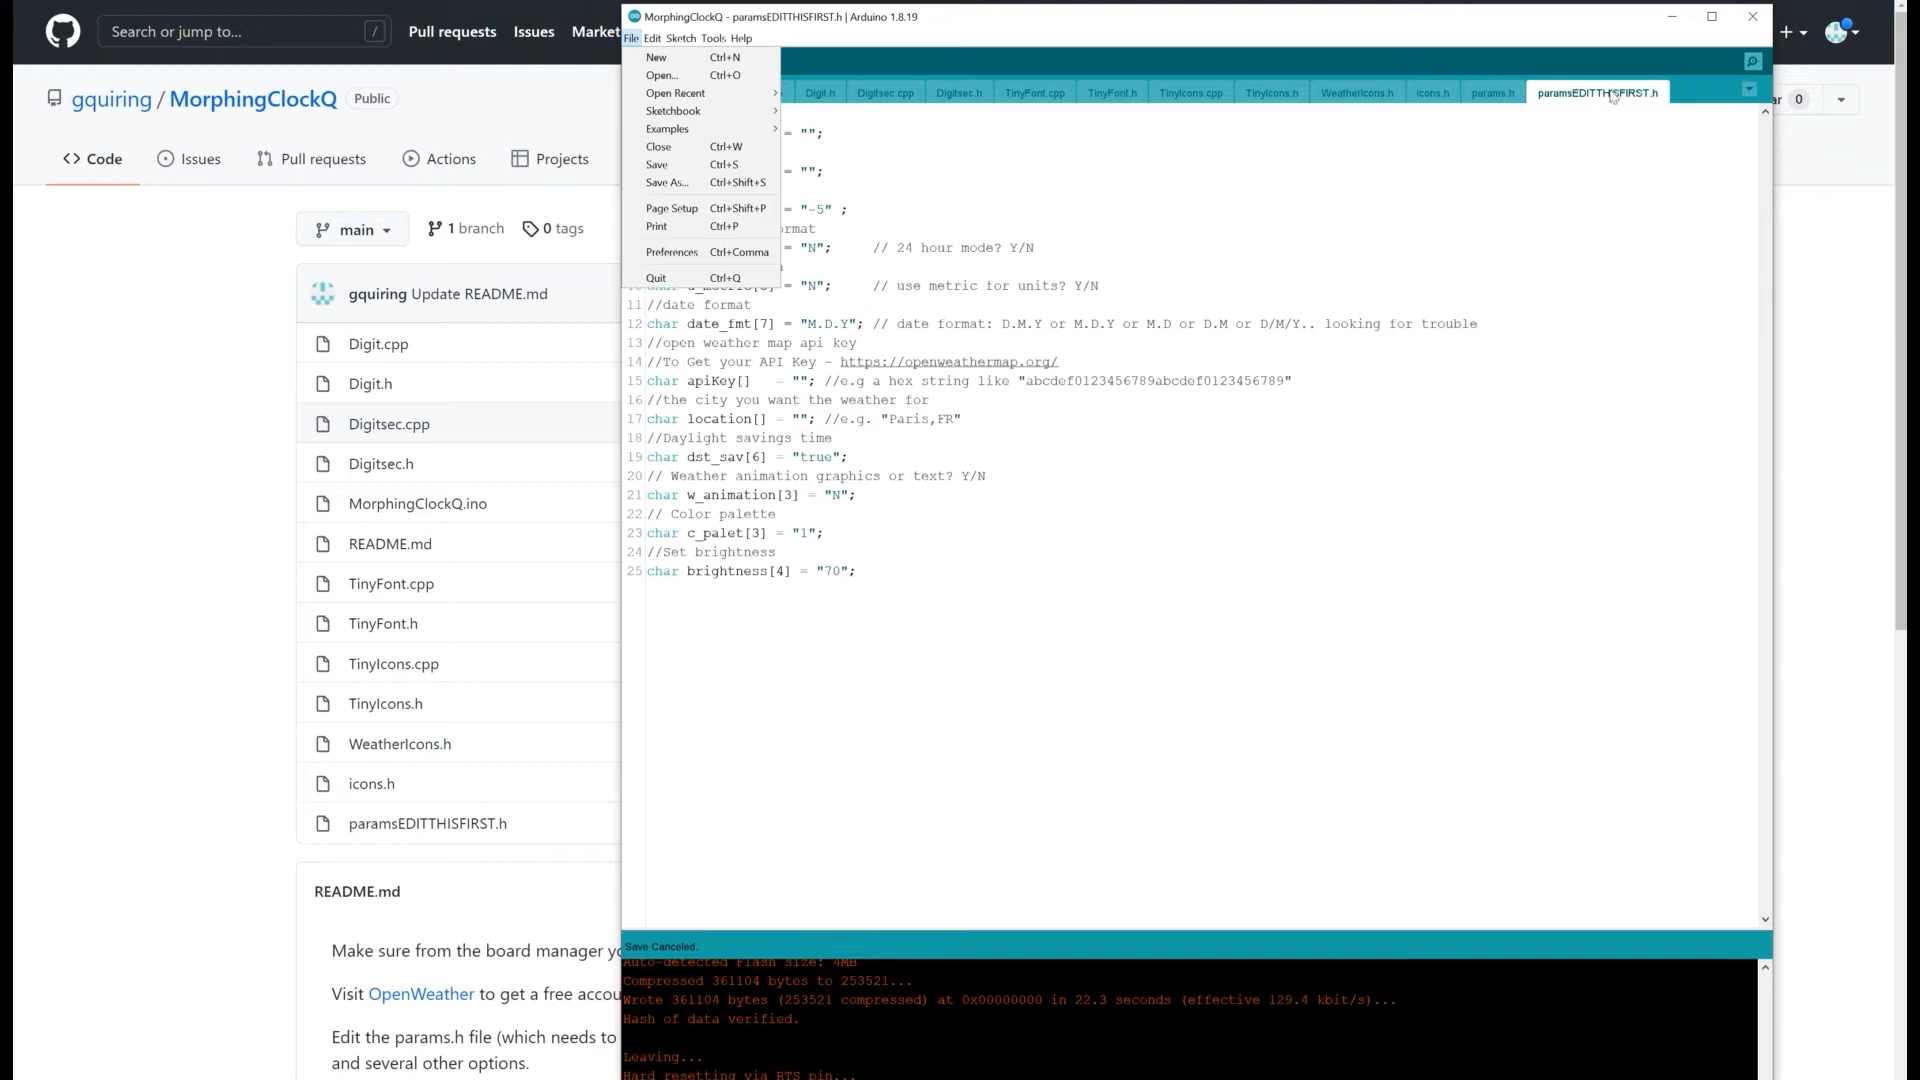 Search or jump to...
/
Pull requests
Issues
Market
gquiring / MorphingClockQ
Public
Code
Issues
Pull requests
Actions
Projects
main
1 branch
0 tags
gquiring Update README.md
Digit.cpp
Digit.h
Digitsec.cpp
Digitsec.h
MorphingClockQ.ino
README.md
TinyFont.cpp
TinyFont.h
TinyIcons.cpp
TinyIcons.h
WeatherIcons.h
icons.h
paramsEDITTHISFIRST.h
README.md
Make sure from the board manager
Visit OpenWeather to get a free
Edit the params.h file (which needs to
and several other options.
MorphingClockQ - paramsEDITTHISFIRST.h | Arduino 1.8.19
File Edit Sketch Tools Help
New Ctrl+N
Open... Ctrl+O
Open Recent
Sketchbook
Examples
Close Ctrl+W
Save Ctrl+S
Save As... Ctrl+Shift+S
Page Setup Ctrl+Shift+P
Print Ctrl+P
Preferences Ctrl+Comma
Quit Ctrl+Q
Digit.h
Digitsec.cpp
Digitsec.h
TinyFont.cpp
TinyFont.h
TinyIcons.cpp
TinyIcons.h
WeatherIcons.h
icons.h
params.h
paramsEDITTHISFIRST.h
0
= "";
= "";
= "-5" ;
= "N"; // 24 hour mode? Y/N
= "N"; // use metric for units? Y/N
11 //date format
12 char date_fmt[7] = "M.D.Y"; // date format: D.M.Y or M.D.Y or M.D or D.M or D/M/Y.. looking for trouble
13 //open weather map api key
14 //To Get your API Key - https://openweathermap.org/
15 char apiKey[] = ""; //e.g a hex string like "abcdef0123456789abcdef0123456789"
16 //the city you want the weather for
17 char location[] = ""; //e.g. "Paris,FR"
18 //Daylight savings time
19 char dst_sav[6] = "true";
20 // Weather animation graphics or text? Y/N
21 char w_animation[3] = "N";
22 // Color palette
23 char c_palet[3] = "1";
24 //Set brightness
25 char brightness[4] = "70";
Save Canceled.
Auto-detected Flash size: 4MB
Compressed 361104 bytes to 253521...
Wrote 361104 bytes (253521 compressed) at 0x00000000 in 22.3 seconds (effective 129.4 kbit/s)...
Hash of data verified.
Leaving...
Hard resetting via RTS pin...